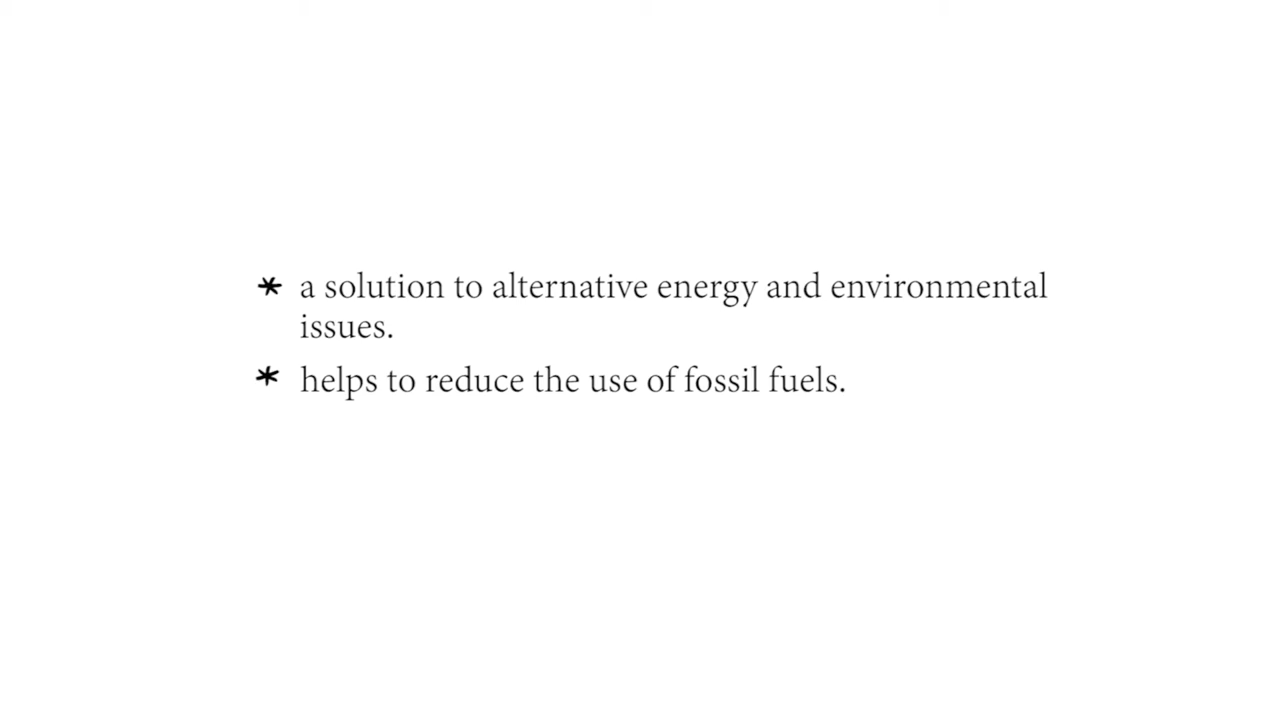 * a solution to alternative energy and environmental
issues.
* helps to reduce the use of fossil fuels.